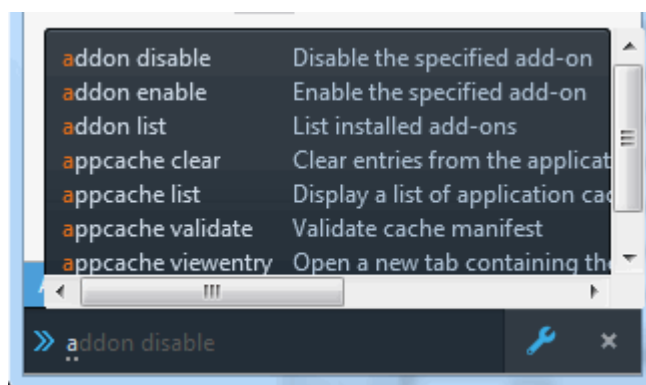 addon disable Disable the specified add-on
addon enable Enable the specified add-on
addon list List installed add-ons
appcache clear Clear entries from the applicat
appcache list Display a list of application cac
appcache validate Validate cache manifest
appcache viewentry Open a new tab containing the
addon disable